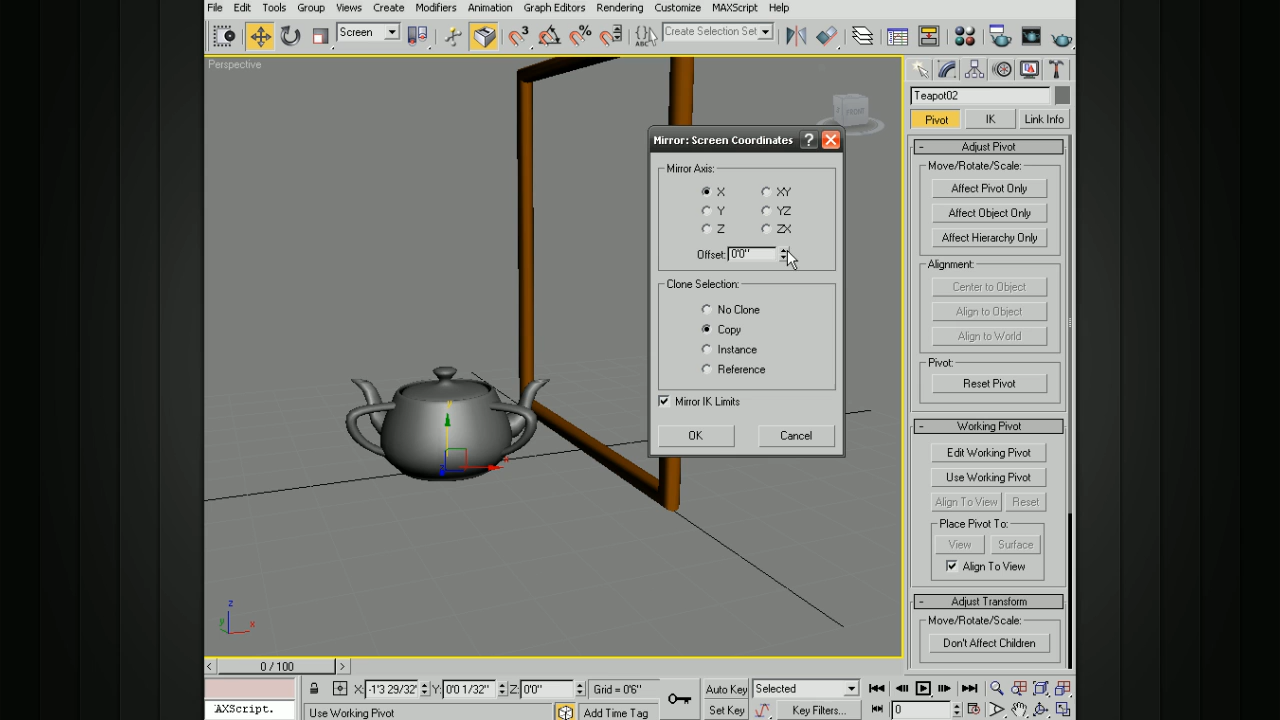 File Edit Tools Group Views Create Modifiers Animation Graph Editors Rendering Customize MAXScript Help
Screen 3 % ABC Create Selection Set
Perspective
FRONT
Teapot02
Pivot IK Link Info
Mirror: Screen Coordinates ?
- Adjust Pivot
Mirror Axis:
Move/Rotate/Scale:
X XY
Affect Pivot Only
Y YZ
Affect Object Only
Z ZX
Affect Hierarchy Only
Offset: 0'0"
Alignment:
Clone Selection:
Center to Object
No Clone
Align to Object
Copy
Align to World
Instance
Pivot:
Reference
Reset Pivot
Mirror IK Limits
- Working Pivot
OK Cancel
Edit Working Pivot
Use Working Pivot
Align To View Reset
Place Pivot To:
View Surface
Align To View
- Adjust Transform
z
Move/Rotate/Scale:
y x
Don't Affect Children
< 0 / 100 >
X: -1'3 29/32" Y: 0'0 1/32" Z: 0'0" Grid = 0'6" Auto Key Selected
AXScript. Use Working Pivot Add Time Tag Set Key Key Filters... 0